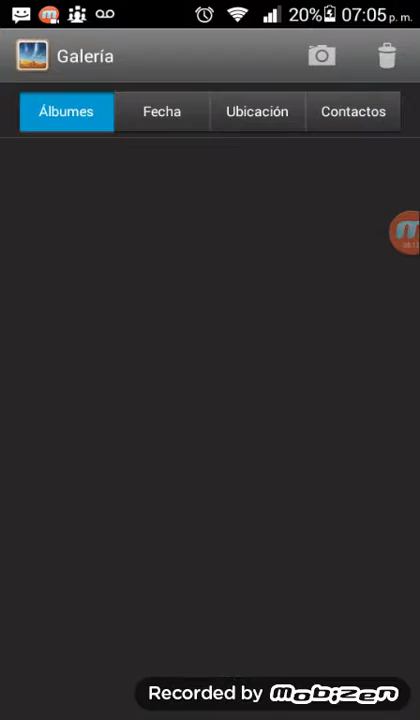 20% 07:05 p. m.
Galería
Álbumes Fecha Ubicación Contactos
Recorded by Mobizen